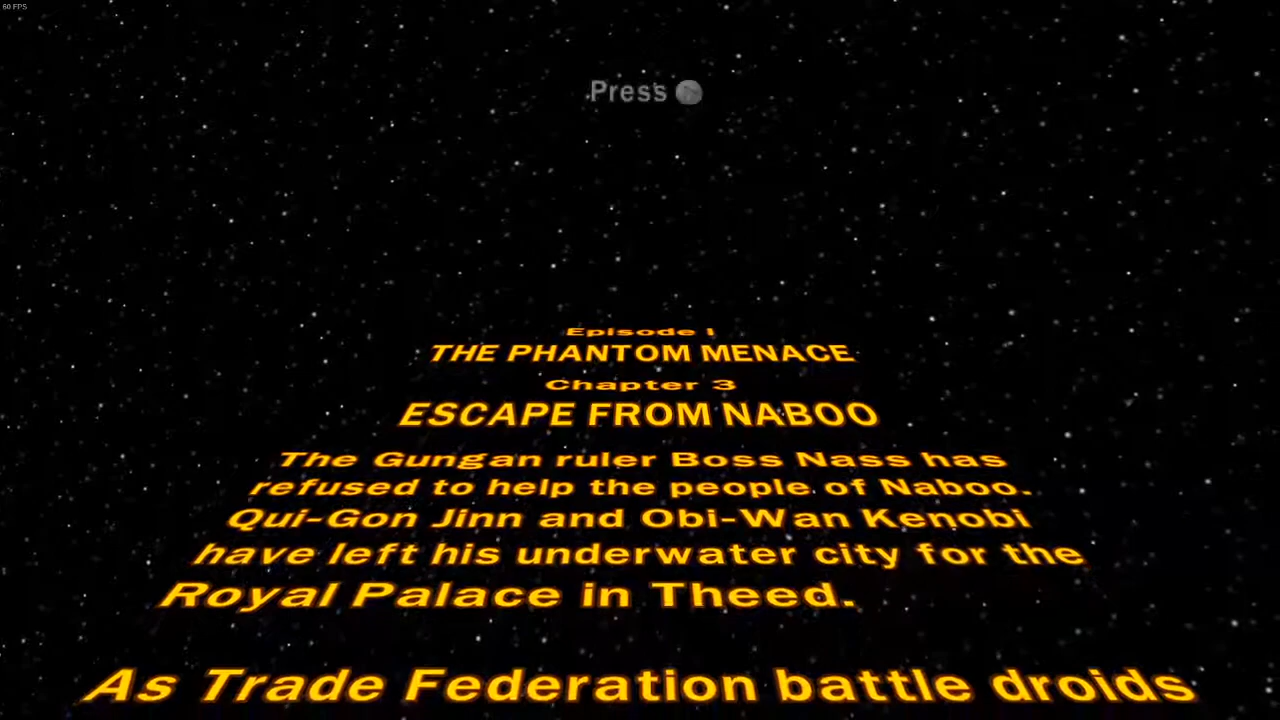 60 FPS
Press
Episode I
THE PHANTOM MENACE
Chapter 3
ESCAPE FROM NABOO
The Gungan ruler Boss Nass has
refused to help the people of Naboo.
Qui-Gon Jinn and Obi-Wan Kenobi
have left his underwater city for the
Royal Palace in Theed.
As Trade Federation battle droids